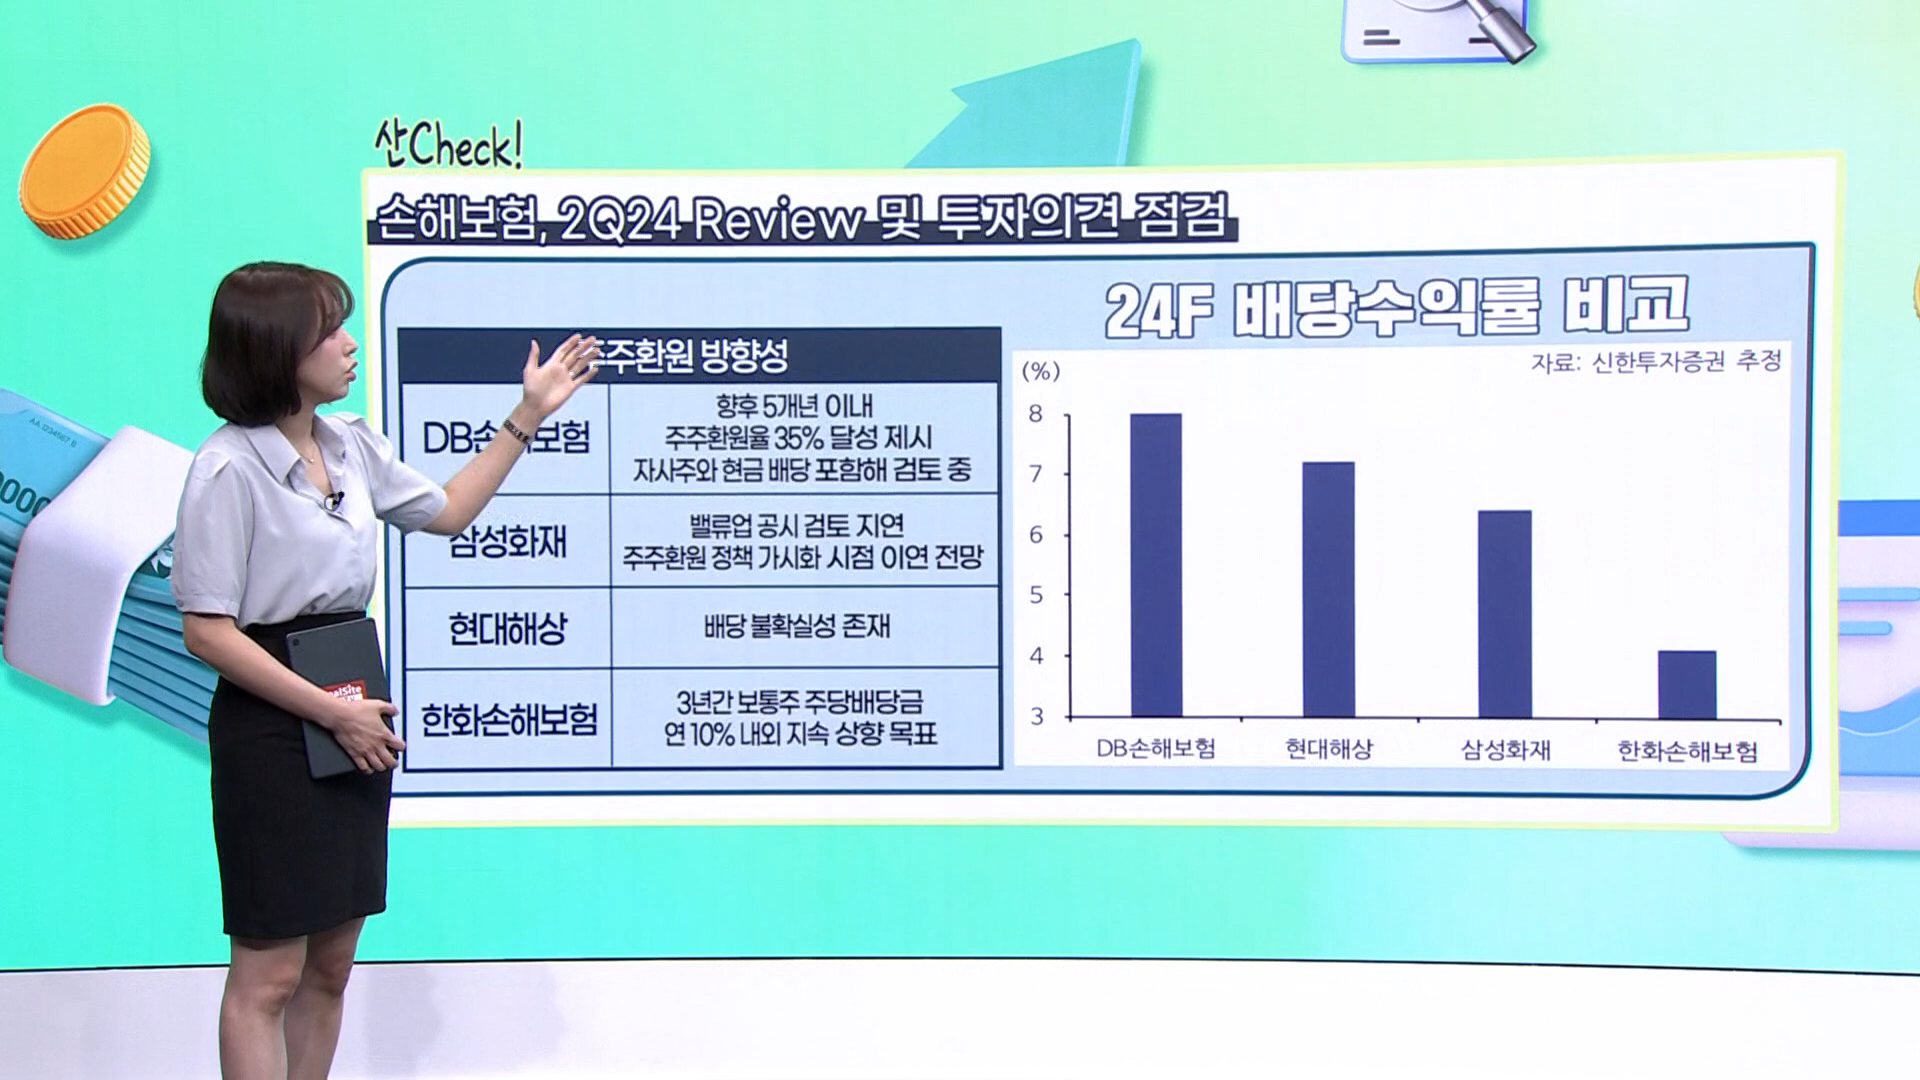 산Check!
손해보험, 2Q24 Review 및 투자의견 점검
주주환원 방향성
DB손해보험
향후 5개년 이내
주주환원율 35% 달성 제시
자사주와 현금 배당 포함해 검토 중
삼성화재
밸류업 공시 검토 지연
주주환원 정책 가시화 시점 이연 전망
현대해상
배당 불확실성 존재
한화손해보험
3년간 보통주 주당배당금
연 10% 내외 지속 상향 목표
24F 배당수익률 비교
자료: 신한투자증권 추정
(%)
8
7
6
5
4
3
DB손해보험
현대해상
삼성화재
한화손해보험
AA 1234567 B